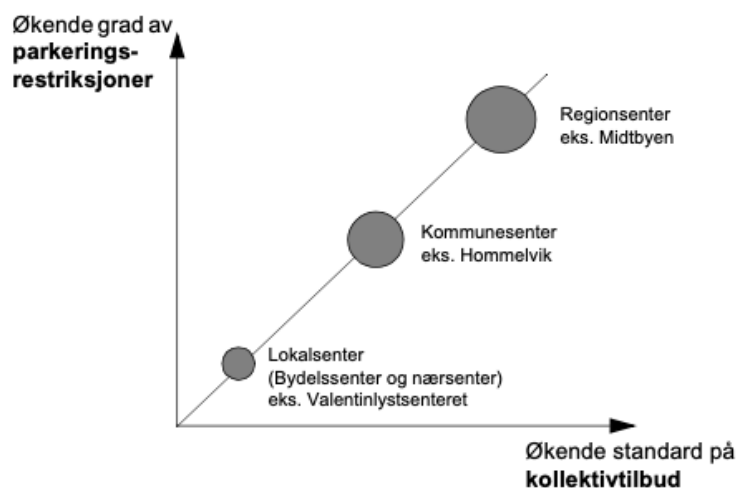 Økende grad av
parkerings-
restriksjoner
Regionsenter
eks. Midtbyen
Kommunesenter
eks. Hommelvik
Lokalsenter
(Bydelssenter og nærsenter)
eks. Valentinlystsenteret
Økende standard på
kollektivtilbud